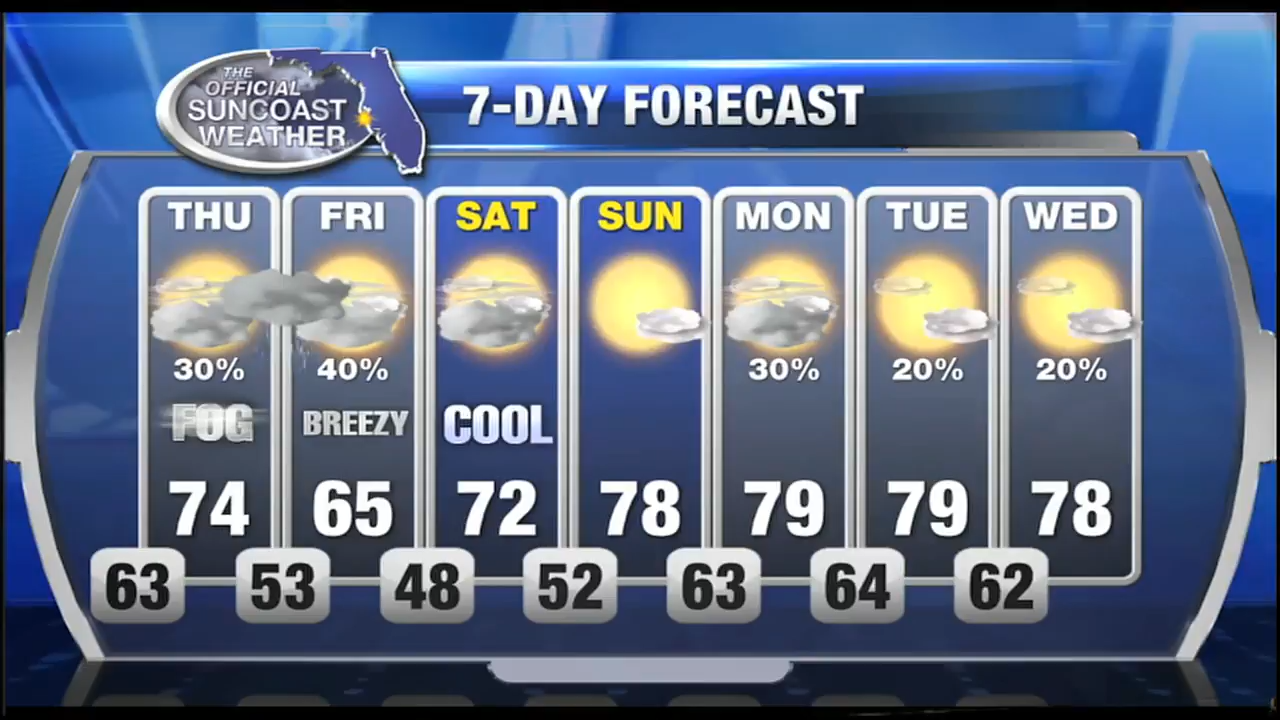 THE
OFFICIAL
SUNCOAST
WEATHER
7-DAY FORECAST
THU FRI SAT SUN MON TUE WED
30% 40% 30% 20% 20%
FOG BREEZY COOL
74 65 72 78 79 79 78
63 53 48 52 63 64 62